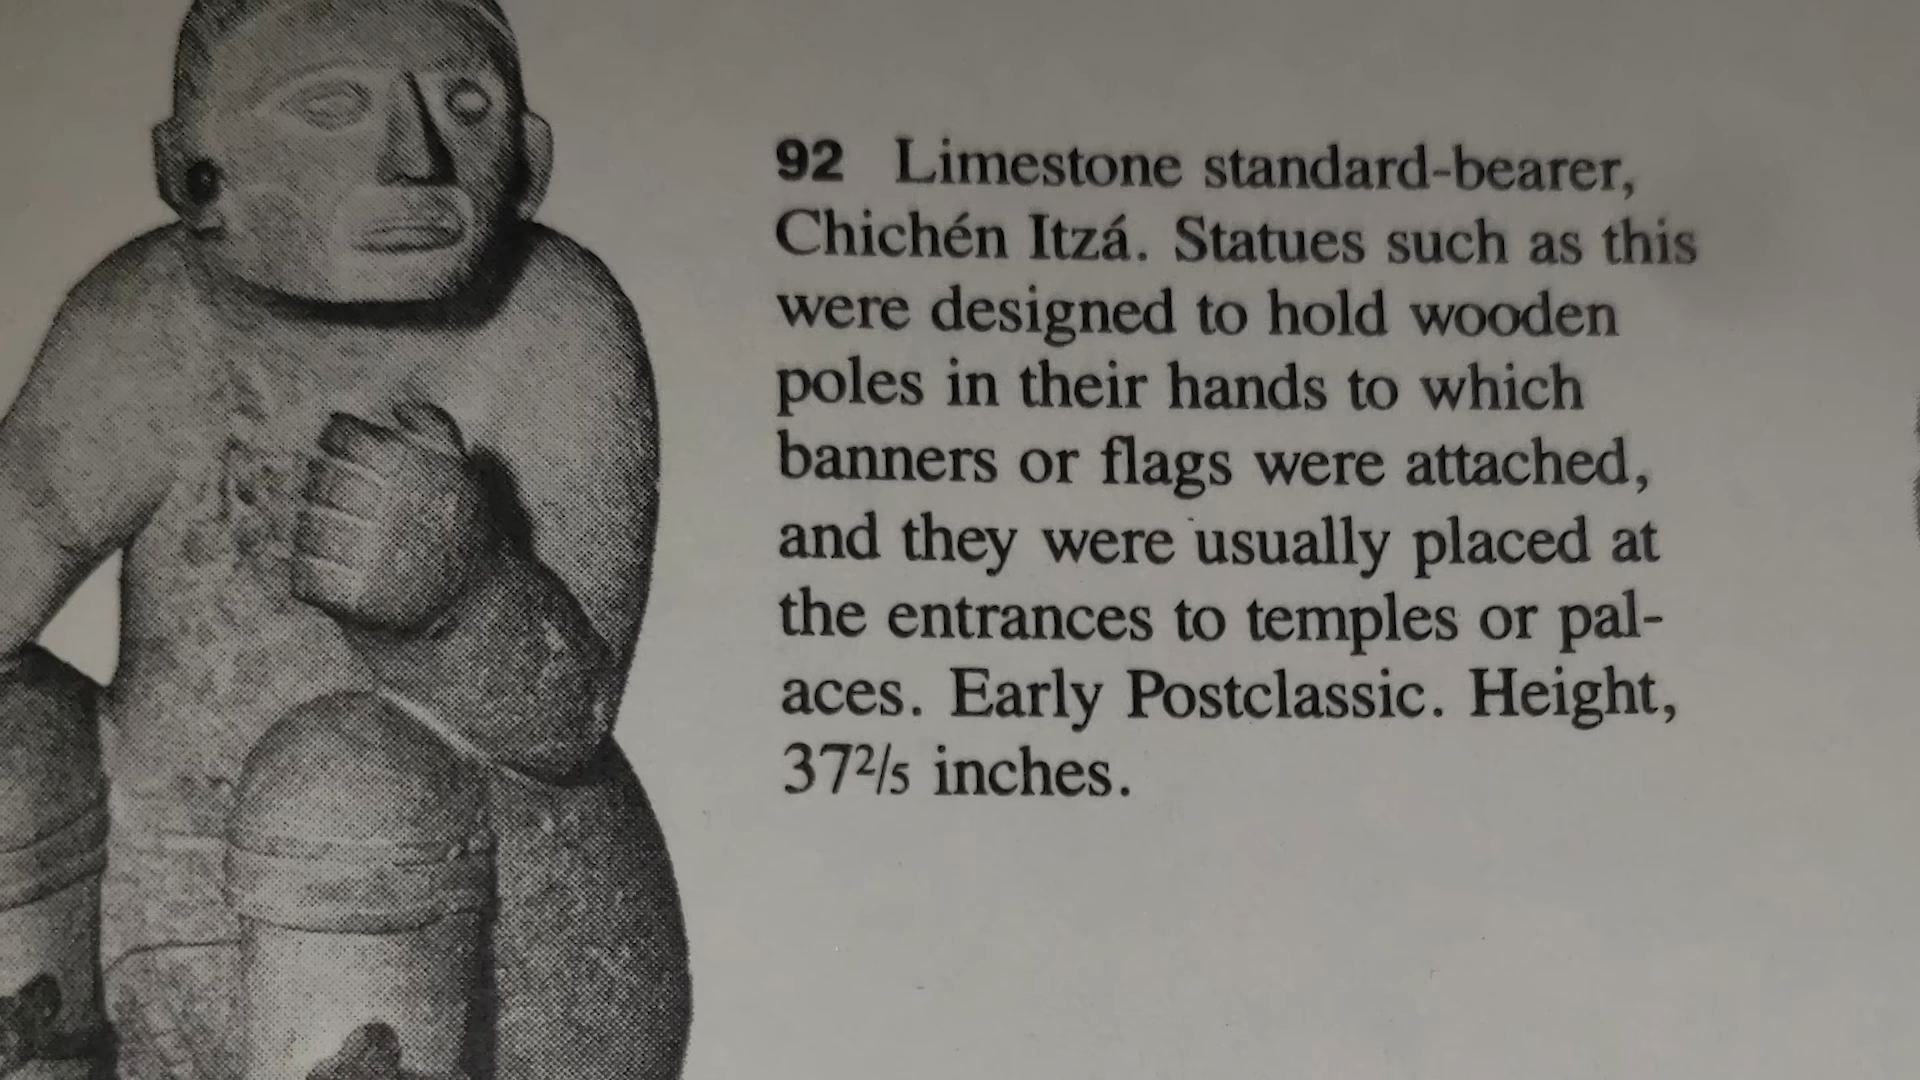 92 Limestone standard-bearer,
Chichén Itzá. Statues such as this
were designed to hold wooden
poles in their hands to which
banners or flags were attached,
and they were usually placed at
the entrances to temples or pal-
aces. Early Postclassic. Height,
37²/₅ inches.